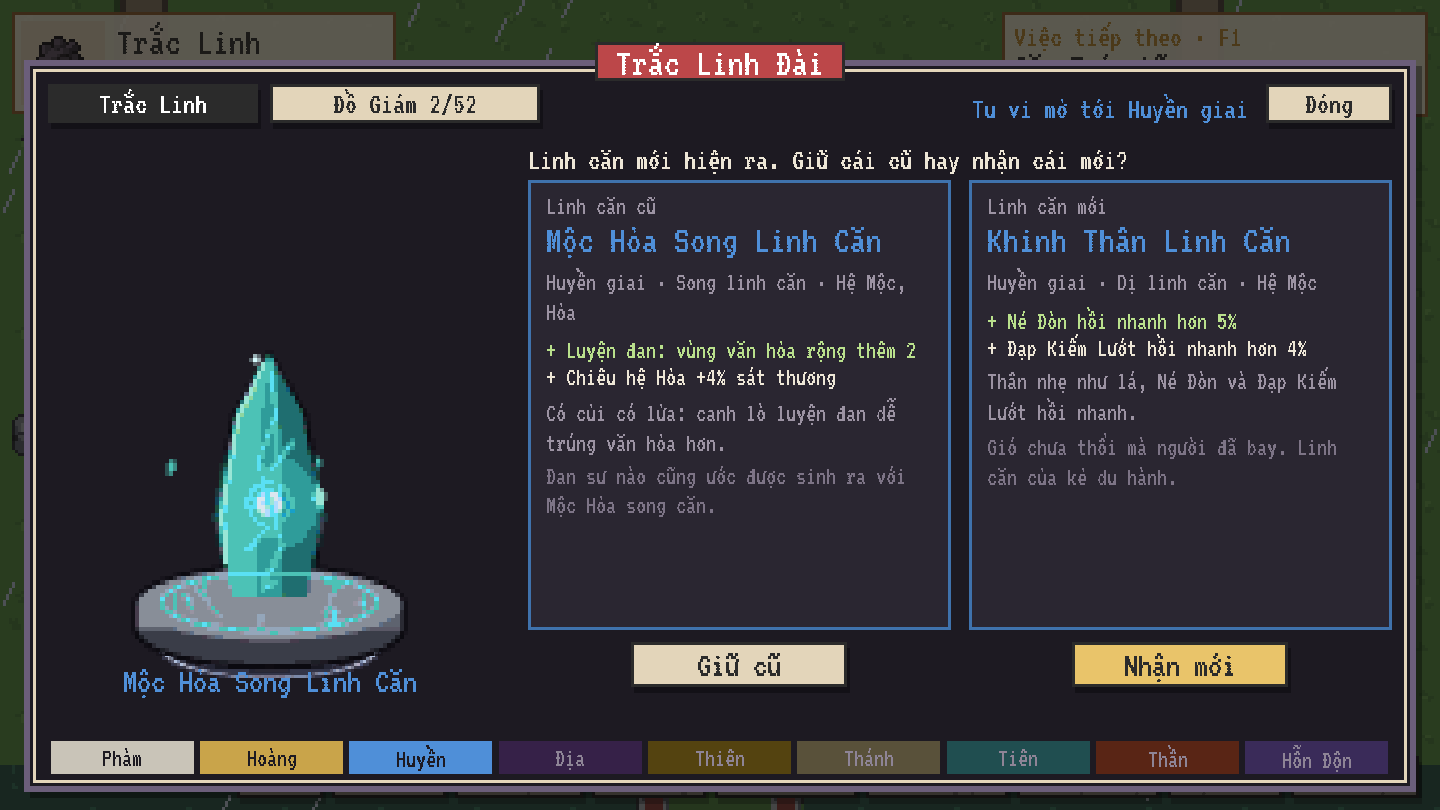 Trắc Linh
Việc tiếp theo · F1
Trắc Linh Đài
Trắc Linh
Đồ Giám 2/52
Tu vi mở tới Huyền giai
Đóng
Linh căn mới hiện ra. Giữ cái cũ hay nhận cái mới?
Linh căn cũ
Mộc Hỏa Song Linh Căn
Huyền giai · Song linh căn · Hệ Mộc,
Hỏa
+ Luyện đan: vùng văn hỏa rộng thêm 2
+ Chiêu hệ Hỏa +4% sát thương
Có củi có lửa: canh lò luyện đan dễ
trúng văn hỏa hơn.
Đan sư nào cũng ước được sinh ra với
Mộc Hỏa song căn.
Linh căn mới
Khinh Thân Linh Căn
Huyền giai · Dị linh căn · Hệ Mộc
+ Né Đòn hồi nhanh hơn 5%
+ Đạp Kiếm Lướt hồi nhanh hơn 4%
Thân nhẹ như lá, Né Đòn và Đạp Kiếm
Lướt hồi nhanh.
Gió chưa thổi mà người đã bay. Linh
căn của kẻ du hành.
Mộc Hỏa Song Linh Căn
Giữ cũ
Nhận mới
Phàm
Hoàng
Huyền
Địa
Thiên
Thánh
Tiên
Thần
Hỗn Độn